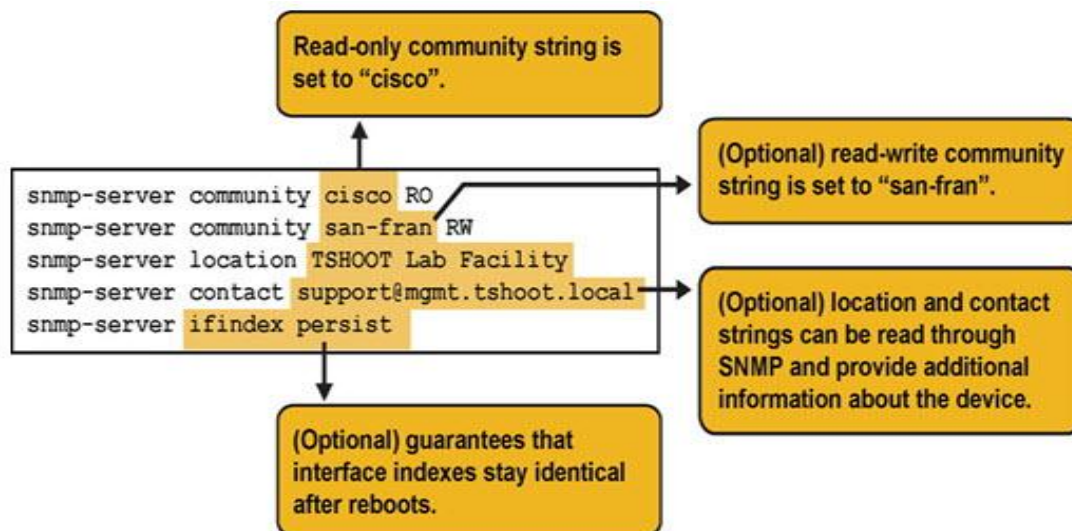 Read-only community string is
set to “cisco”.
(Optional) read-write community
string is set to “san-fran”.
snmp-server community cisco RO
snmp-server community san-fran RW
snmp-server location TSHOOT Lab Facility
snmp-server contact support@mgmt.tshoot.local
snmp-server ifindex persist
(Optional) location and contact
strings can be read through
SNMP and provide additional
information about the device.
(Optional) guarantees that
interface indexes stay identical
after reboots.